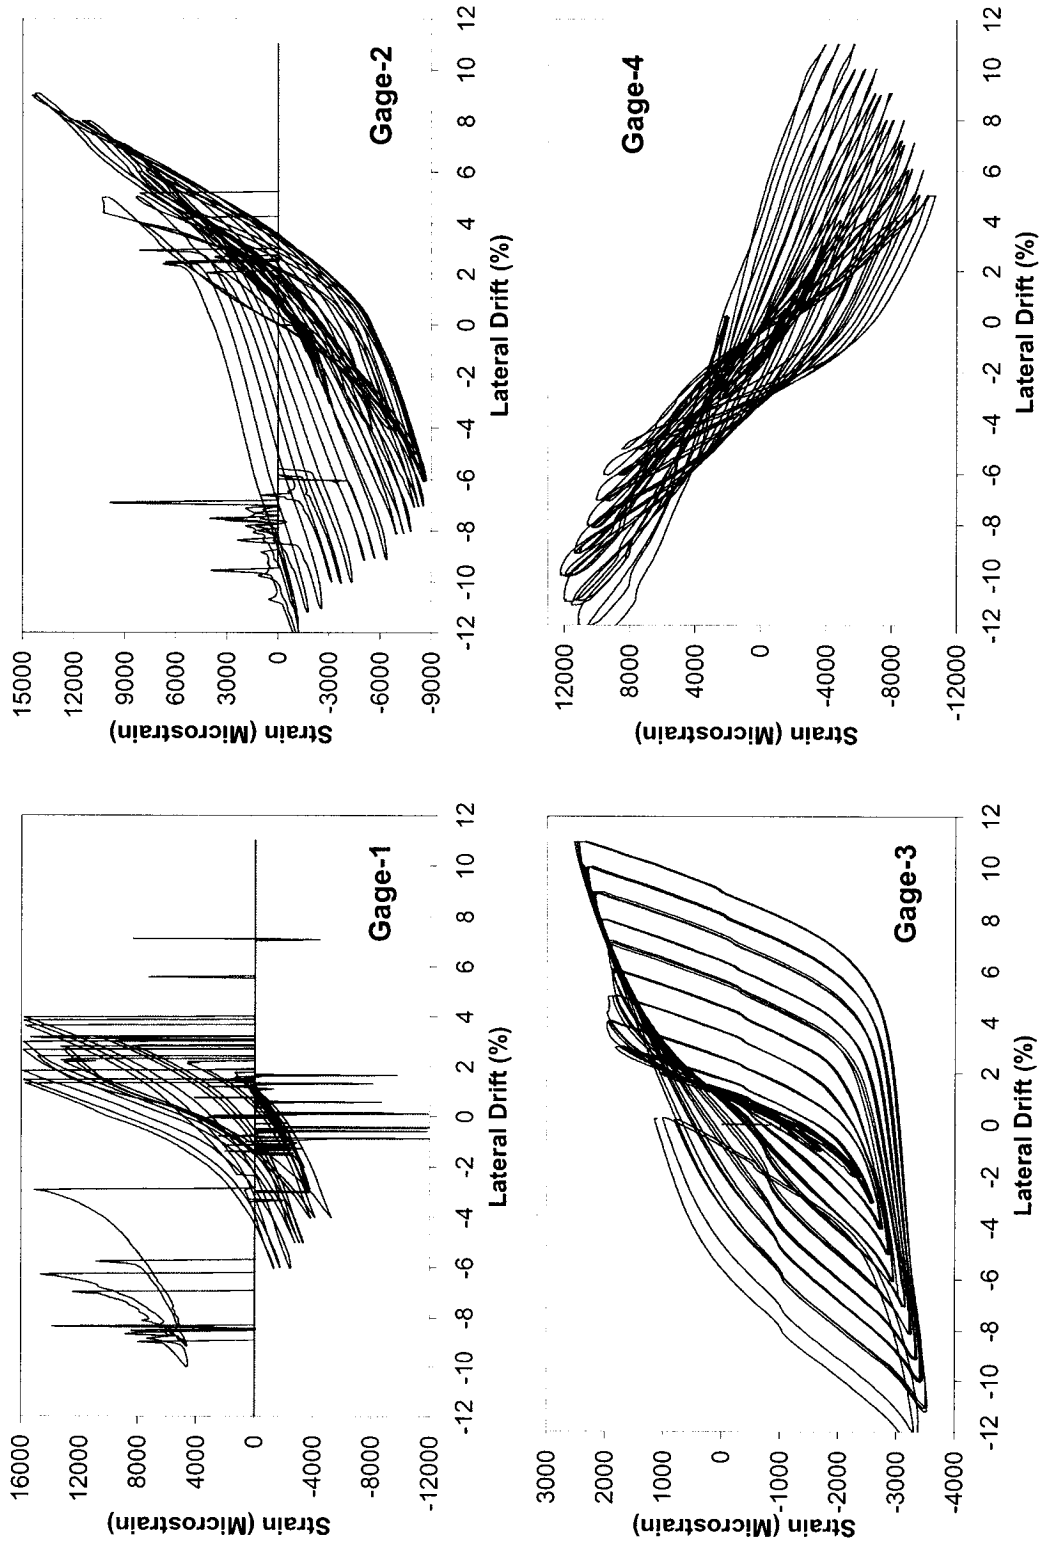 Gage-1
16000
12000
8000
4000
0
-4000
-8000
-12000
Strain (Microstrain)
-12 -10 -8 -6 -4 -2 0 2 4 6 8 10 12
Lateral Drift (%)
Gage-2
15000
12000
9000
6000
3000
0
-3000
-6000
-9000
Strain (Microstrain)
-12 -10 -8 -6 -4 -2 0 2 4 6 8 10 12
Lateral Drift (%)
Gage-3
3000
2000
1000
0
-1000
-2000
-3000
-4000
Strain (Microstrain)
-12 -10 -8 -6 -4 -2 0 2 4 6 8 10 12
Lateral Drift (%)
Gage-4
12000
8000
4000
0
-4000
-8000
-12000
Strain (Microstrain)
-12 -10 -8 -6 -4 -2 0 2 4 6 8 10 12
Lateral Drift (%)